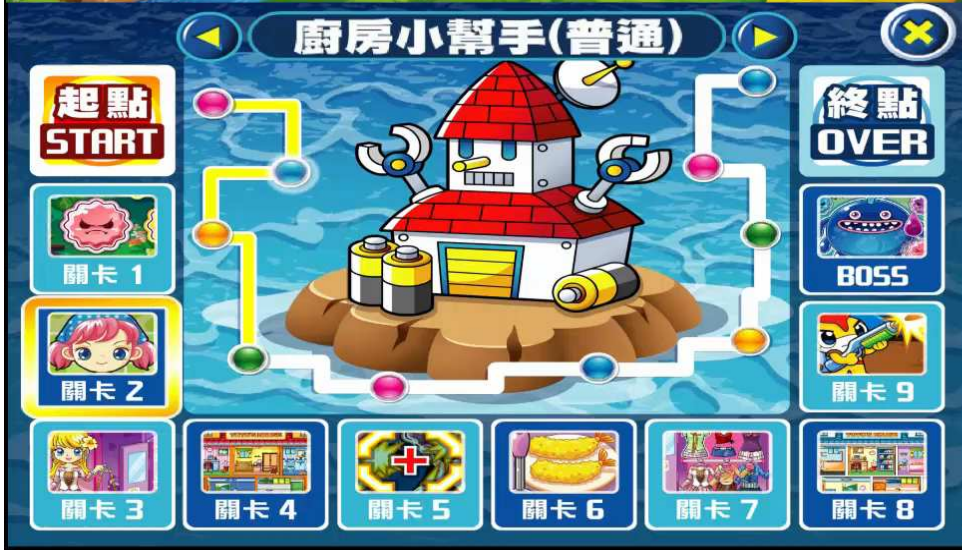 廚房小幫手(普通)
起點
START
終點
OVER
關卡 1
BOSS
關卡 2
關卡 9
關卡 3
關卡 4
關卡 5
關卡 6
關卡 7
關卡 8